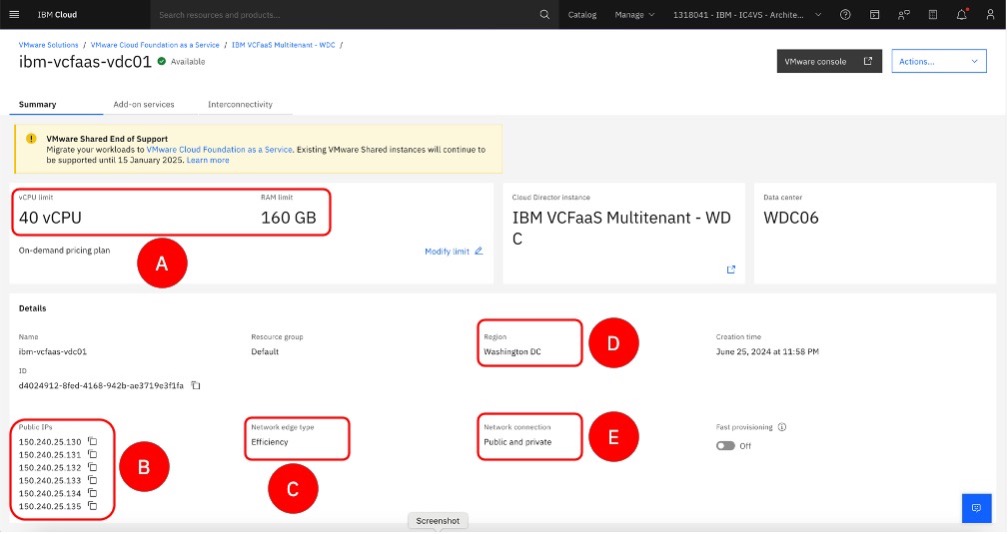 IBM Cloud
Search resources and products...
Catalog
Manage
1318041 - IBM - IC4VS - Archite...
VMware Solutions / VMware Cloud Foundation as a Service / IBM VCFaaS Multitenant - WDC /
ibm-vcfaas-vdc01
Available
VMware console
Actions...
Summary
Add-on services
Interconnectivity
VMware Shared End of Support
Migrate your workloads to VMware Cloud Foundation as a Service. Existing VMware Shared instances will continue to
be supported until 15 January 2025. Learn more
vCPU limit
40 vCPU
RAM limit
160 GB
On-demand pricing plan
A
Modify limit
Cloud Director instance
IBM VCFaaS Multitenant - WD
C
Data center
WDC06
Details
Name
ibm-vcfaas-vdc01
Resource group
Default
Region
Washington DC
D
Creation time
June 25, 2024 at 11:58 PM
ID
d4024912-8fed-4168-942b-ae3719e3f1fa
Public IPs
150.240.25.130
150.240.25.131
150.240.25.132
150.240.25.133
150.240.25.134
150.240.25.135
B
Network edge type
Efficiency
C
Network connection
Public and private
E
Fast provisioning
Off
Screenshot